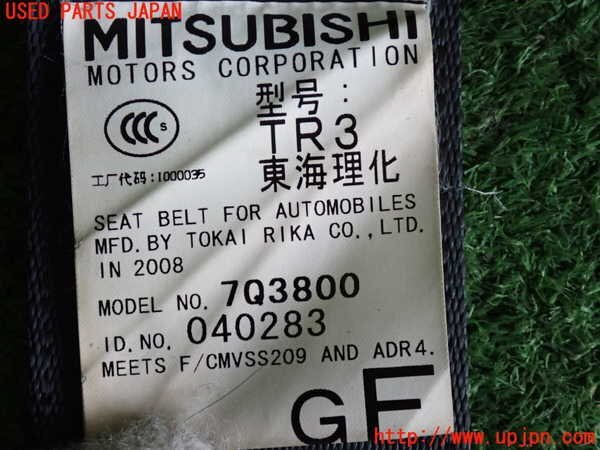 USED PARTS JAPAN
MITSUBISHI
MOTORS CORPORATION
CCC S
型号:
TR3
工厂代码:1000035
東海理化
SEAT BELT FOR AUTOMOBILES
MFD.BY TOKAI RIKA CO.,LTD.
IN 2008
MODEL NO. 7Q3800
ID.NO. 040283
MEETS F/CMVSS209 AND ADR4.
GF
http://www.upjpn.com